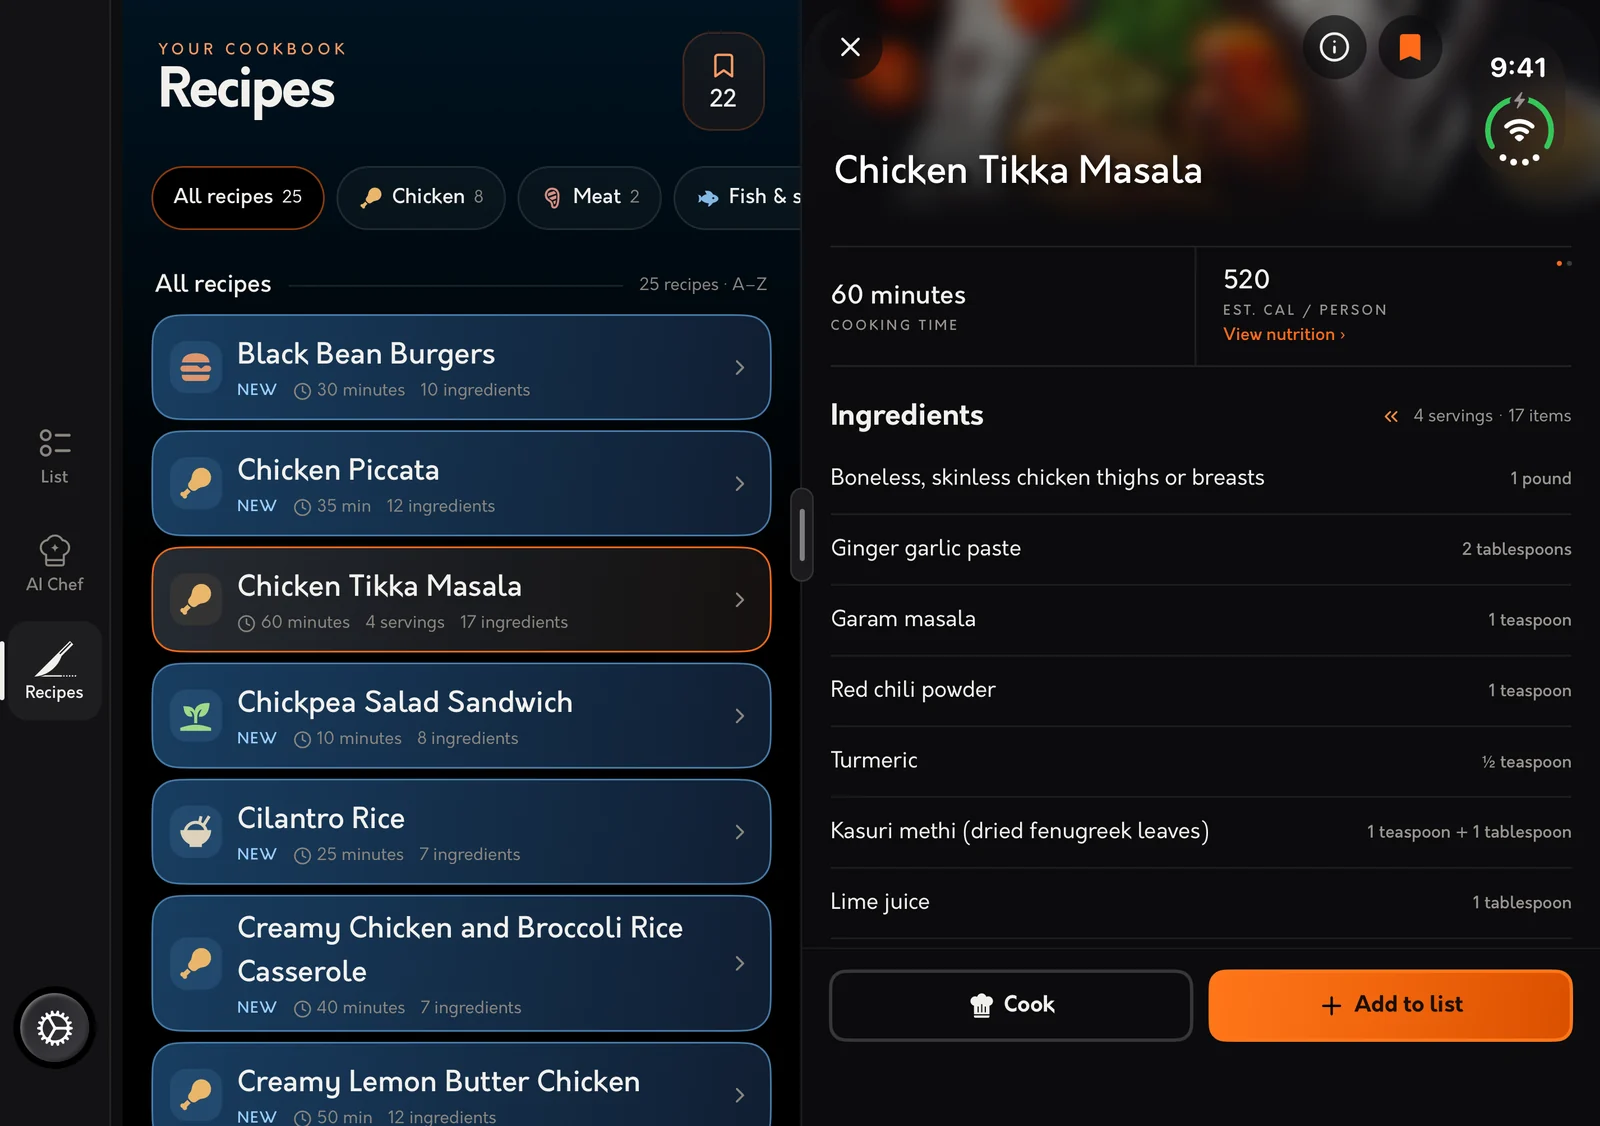 YOUR COOKBOOK
Recipes
22
All recipes 25
Chicken 8
Meat 2
Fish & s
All recipes
25 recipes · A–Z
Black Bean Burgers
NEW 30 minutes 10 ingredients
Chicken Piccata
NEW 35 min 12 ingredients
Chicken Tikka Masala
60 minutes 4 servings 17 ingredients
Chickpea Salad Sandwich
NEW 10 minutes 8 ingredients
Cilantro Rice
NEW 25 minutes 7 ingredients
Creamy Chicken and Broccoli Rice
Casserole
NEW 40 minutes 7 ingredients
Creamy Lemon Butter Chicken
NEW 50 min 12 ingredients
List
AI Chef
Recipes
9:41
Chicken Tikka Masala
60 minutes
COOKING TIME
520
EST. CAL / PERSON
View nutrition ›
Ingredients
« 4 servings · 17 items
Boneless, skinless chicken thighs or breasts 1 pound
Ginger garlic paste 2 tablespoons
Garam masala 1 teaspoon
Red chili powder 1 teaspoon
Turmeric ½ teaspoon
Kasuri methi (dried fenugreek leaves) 1 teaspoon + 1 tablespoon
Lime juice 1 tablespoon
Cook
+ Add to list